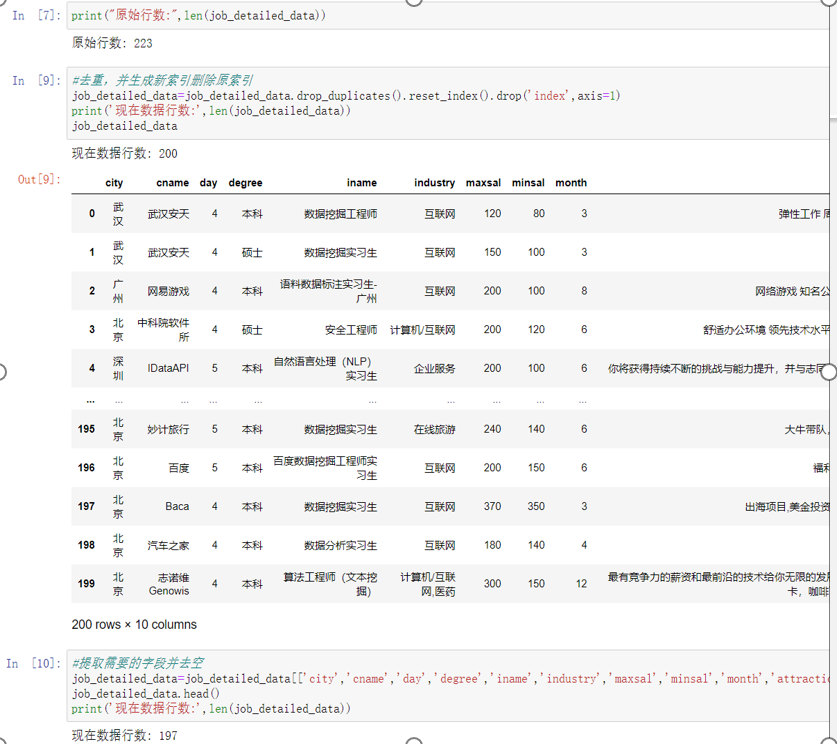 In [7]: print("原始行数:",len(job_detailed_data))
原始行数: 223
In [9]: #去重，并生成新索引删除原索引
job_detailed_data=job_detailed_data.drop_duplicates().reset_index().drop('index',axis=1)
print('现在数据行数:',len(job_detailed_data))
job_detailed_data
现在数据行数: 200
Out[9]:
city cname day degree iname industry maxsal minsal month
0 武汉 武汉安天 4 本科 数据挖掘工程师 互联网 120 80 3 弹性工作
1 武汉 武汉安天 4 硕士 数据挖掘实习生 互联网 150 100 3
2 广州 网易游戏 4 本科 语料数据标注实习生-广州 互联网 200 100 8 网络游戏 知名公
3 北京 中科院软件所 4 硕士 安全工程师 计算机/互联网 200 120 6 舒适办公环境 领先技术水平
4 深圳 IDataAPI 5 本科 自然语言处理（NLP）实习生 企业服务 200 100 6 你将获得持续不断的挑战与能力提升，并与志同
... ... ... ... ... ... ... ... ... ...
195 北京 妙计旅行 5 本科 数据挖掘实习生 在线旅游 240 140 6 大牛带队,
196 北京 百度 5 本科 百度数据挖掘工程师实习生 互联网 200 150 6 福利
197 北京 Baca 4 本科 数据挖掘实习生 互联网 370 350 3 出海项目,美金投资
198 北京 汽车之家 4 本科 数据分析实习生 互联网 180 140 4
199 北京 志诺维Genowis 4 本科 算法工程师（文本挖掘） 计算机/互联网,医药 300 150 12 最有竞争力的薪资和最前沿的技术给你无限的发展
卡，咖啡
200 rows × 10 columns
In [10]: #提取需要的字段并去空
job_detailed_data=job_detailed_data[['city','cname','day','degree','iname','industry','maxsal','minsal','month','attractio
job_detailed_data.head()
print('现在数据行数:',len(job_detailed_data))
现在数据行数: 197